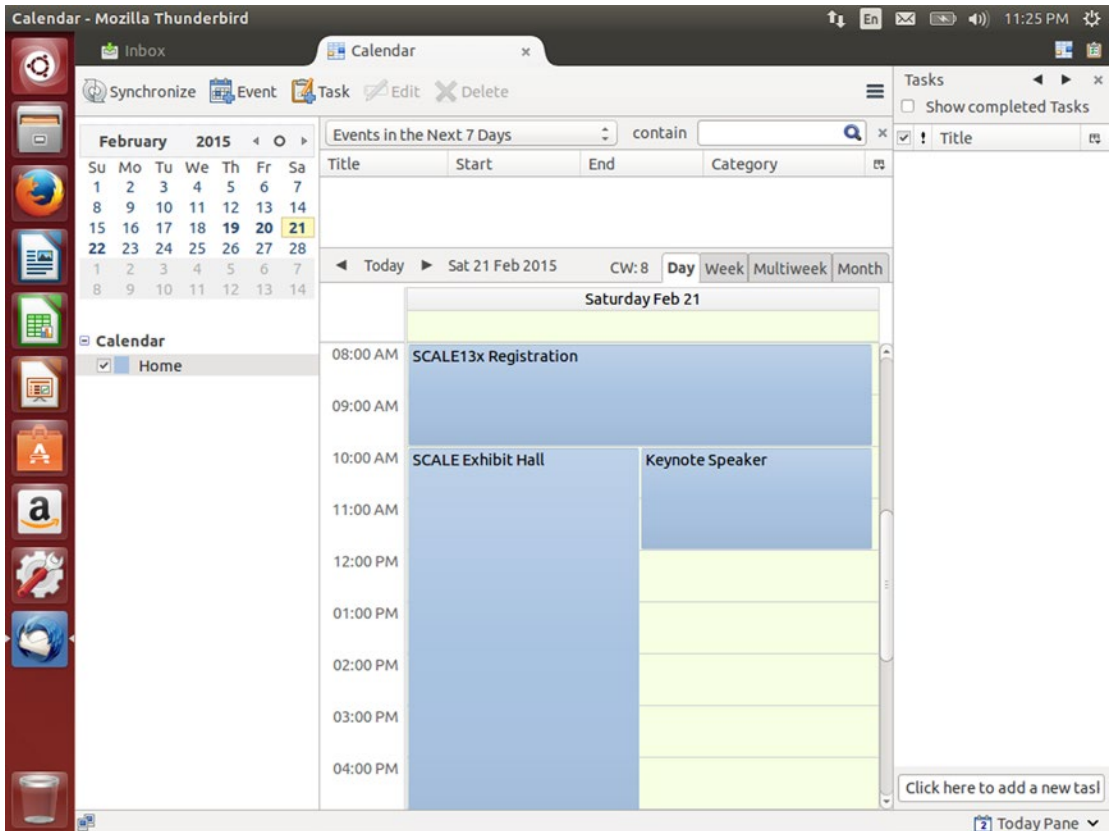 Calendar - Mozilla Thunderbird
En
11:25 PM
Inbox
Calendar
Synchronize
Event
Task
Edit
Delete
Tasks
Show completed Tasks
! Title
February 2015
Su Mo Tu We Th Fr Sa
1 2 3 4 5 6 7
8 9 10 11 12 13 14
15 16 17 18 19 20 21
22 23 24 25 26 27 28
1 2 3 4 5 6 7
8 9 10 11 12 13 14
Calendar
Home
Events in the Next 7 Days
contain
Title Start End Category
Today
Sat 21 Feb 2015
CW: 8
Day Week Multiweek Month
Saturday Feb 21
08:00 AM
SCALE13x Registration
09:00 AM
10:00 AM
SCALE Exhibit Hall
Keynote Speaker
11:00 AM
12:00 PM
01:00 PM
02:00 PM
03:00 PM
04:00 PM
a
Click here to add a new tas
2
Today Pane